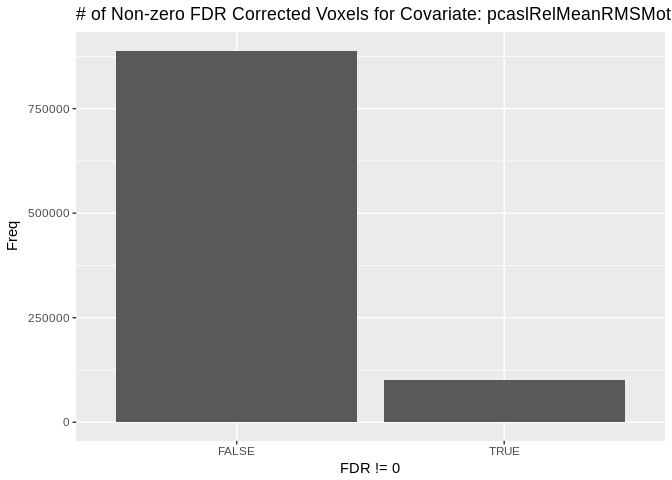 # of Non-zero FDR Corrected Voxels for Covariate: pcaslRelMeanRMSMot
750000
500000
250000
0
Freq
FALSE
TRUE
FDR != 0